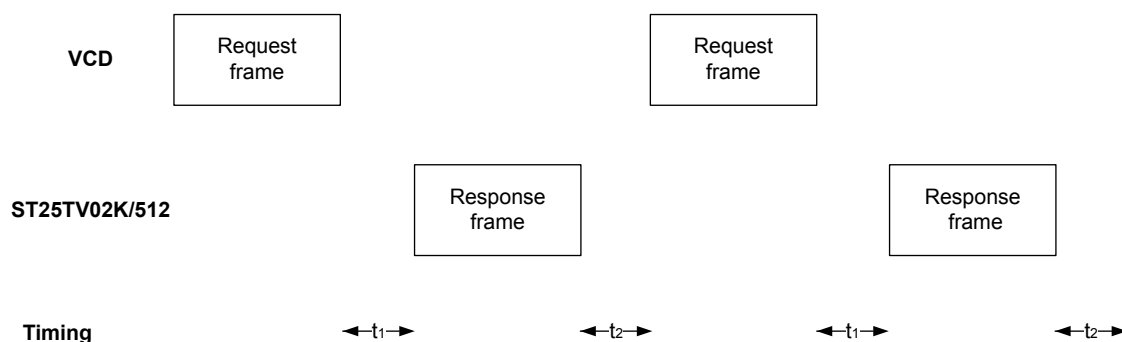 VCD
Request
frame
Request
frame
ST25TV02K/512
Response
frame
Response
frame
Timing
t1
t2
t1
t2